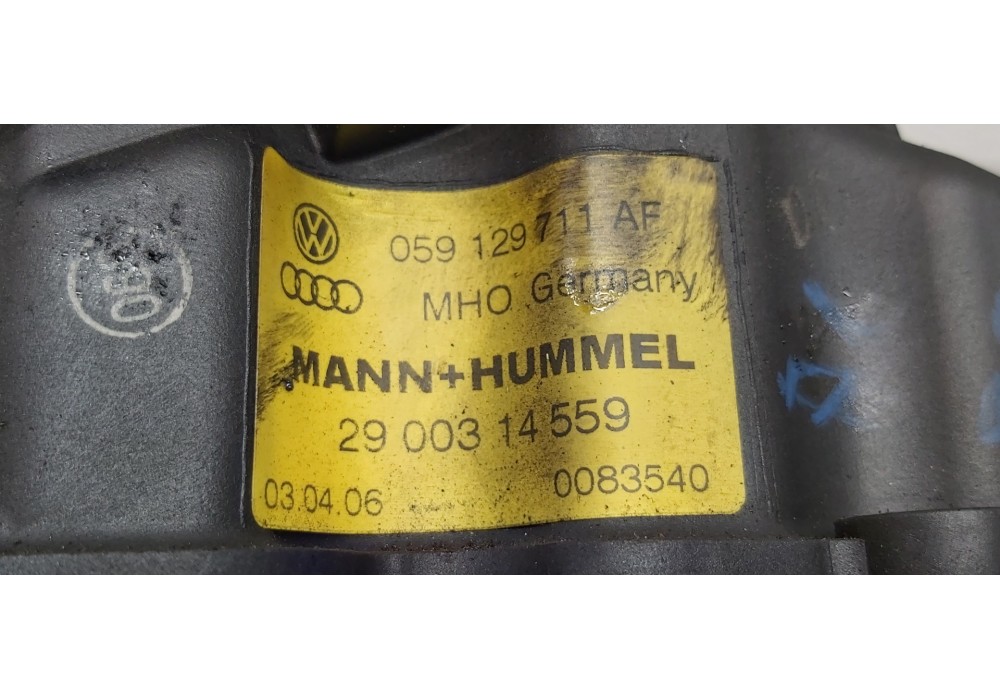 059 129 711 AF
MHO Germany
MANN+HUMMEL
29 003 14 559
03.04.06 0083540